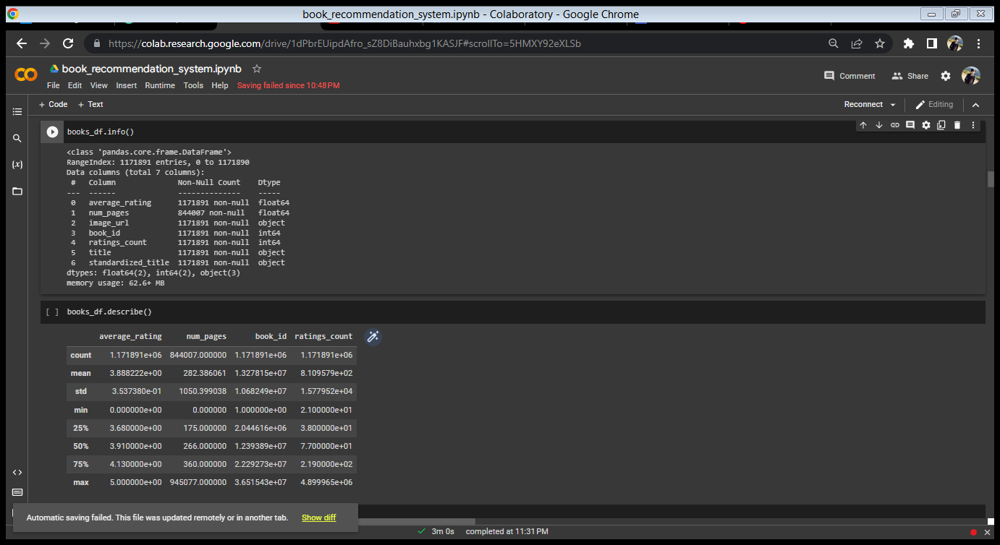 book_recommendation_system.ipynb - Colaboratory - Google Chrome
https://colab.research.google.com/drive/1dPbrEUipdAfro_sZ8DiBauhxbg1KASJF#scrollTo=5HMXY92eXLSb
book_recommendation_system.ipynb
Comment Share
File Edit View Insert Runtime Tools Help Saving failed since 10:48 PM
+ Code + Text Reconnect Editing
books_df.info()
<class 'pandas.core.frame.DataFrame'>
RangeIndex: 1171891 entries, 0 to 1171890
Data columns (total 7 columns):
# Column Non-Null Count Dtype
--- ------ -------------- -----
0 average_rating 1171891 non-null float64
1 num_pages 844007 non-null float64
2 image_url 1171891 non-null object
3 book_id 1171891 non-null int64
4 ratings_count 1171891 non-null int64
5 title 1171891 non-null object
6 standardized_title 1171891 non-null object
dtypes: float64(2), int64(2), object(3)
memory usage: 62.6+ MB
[ ] books_df.describe()
average_rating num_pages book_id ratings_count
count 1.171891e+06 844007.000000 1.171891e+06 1.171891e+06
mean 3.888222e+00 282.386061 1.327815e+07 8.109579e+02
std 3.537380e-01 1050.399038 1.068249e+07 1.577952e+04
min 0.000000e+00 0.000000 1.000000e+00 2.100000e+01
25% 3.680000e+00 175.000000 2.044616e+06 3.800000e+01
50% 3.910000e+00 266.000000 1.239389e+07 7.700000e+01
75% 4.130000e+00 360.000000 2.229273e+07 2.190000e+02
max 5.000000e+00 945077.000000 3.651543e+07 4.899965e+06
Automatic saving failed. This file was updated remotely or in another tab. Show diff
3m 0s completed at 11:31 PM